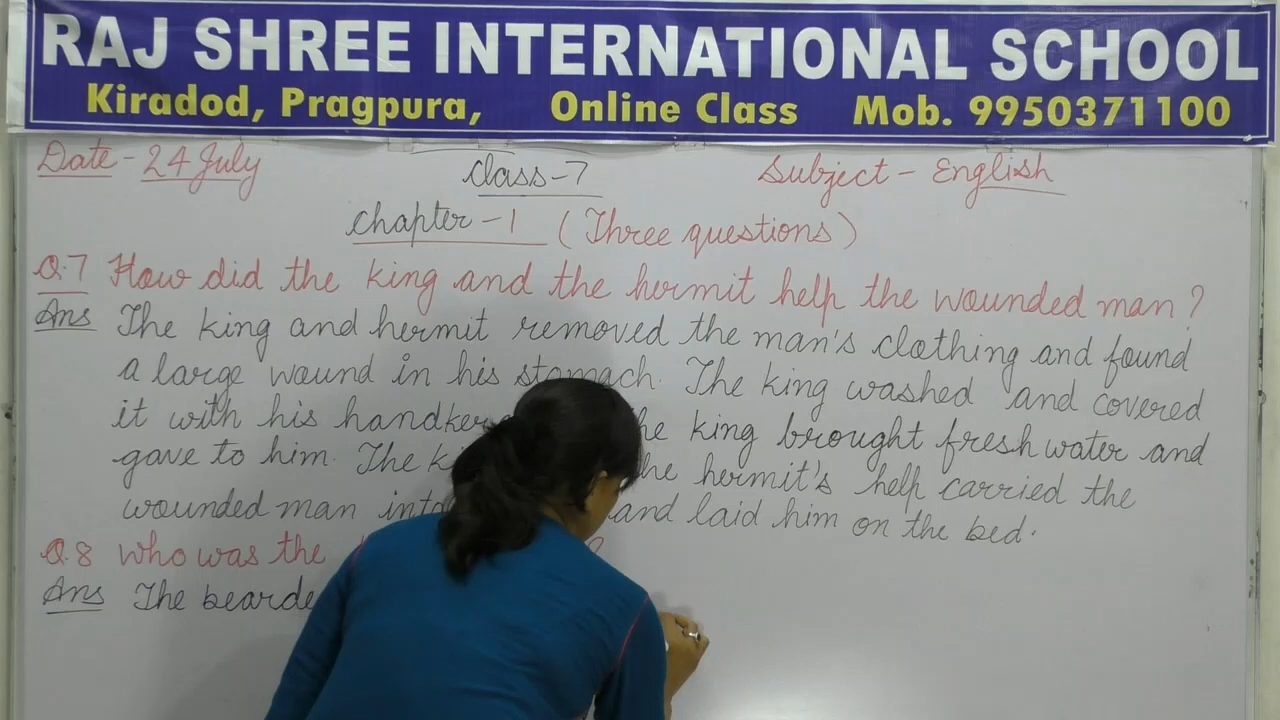 RAJ SHREE INTERNATIONAL SCHOOL
Kiradod, Pragpura, Online Class Mob. 9950371100
Date - 24 July Class-7 Subject - English
Chapter -1 (Three questions)
Q.7 How did the king and the hermit help the wounded man?
Ans The king and hermit removed the man's clothing and found
a large wound in his stomach. The king washed and covered
it with his king brought fresh water and
gave to him. The the hermit's help carried the
wounded man and laid him on the bed.
Q.8 Who was the ?
Ans The